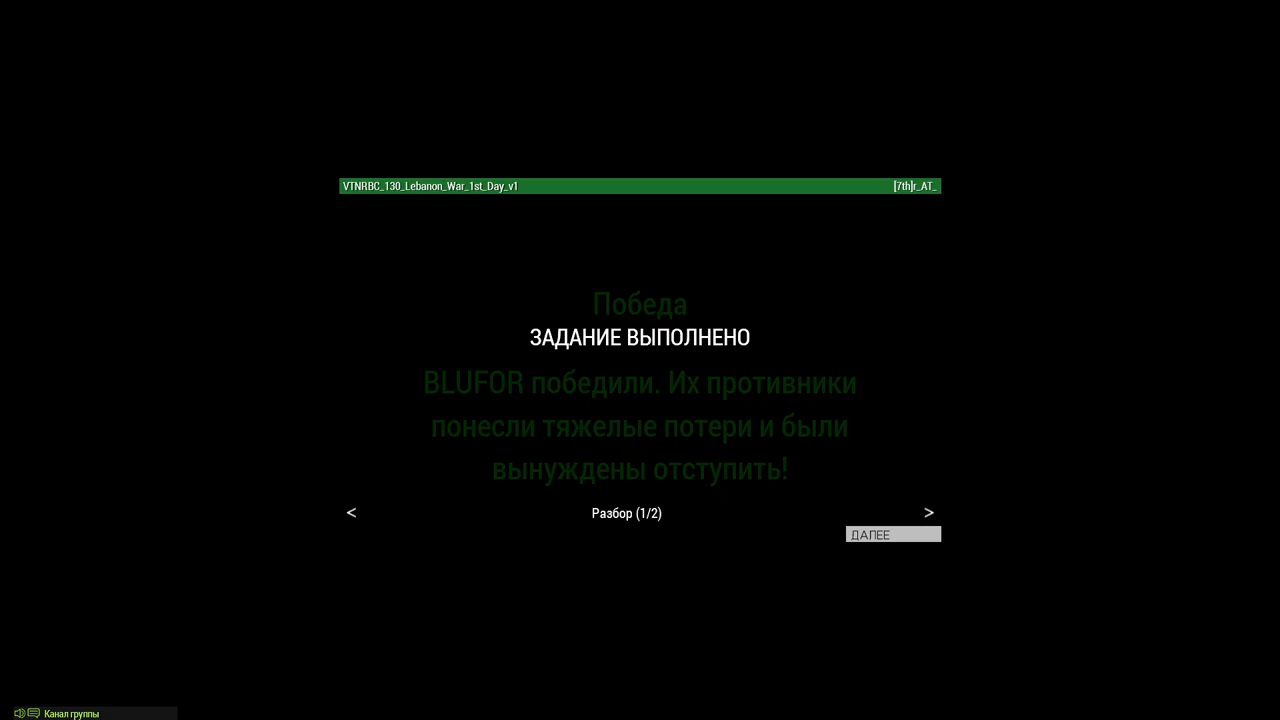 VTNRBC_130_Lebanon_War_1st_Day_v1 [7th]r_AT_
Победа
ЗАДАНИЕ ВЫПОЛНЕНО
BLUFOR победили. Их противники
понесли тяжелые потери и были
вынуждены отступить!
< Разбор (1/2) >
ДАЛЕЕ
Канал группы